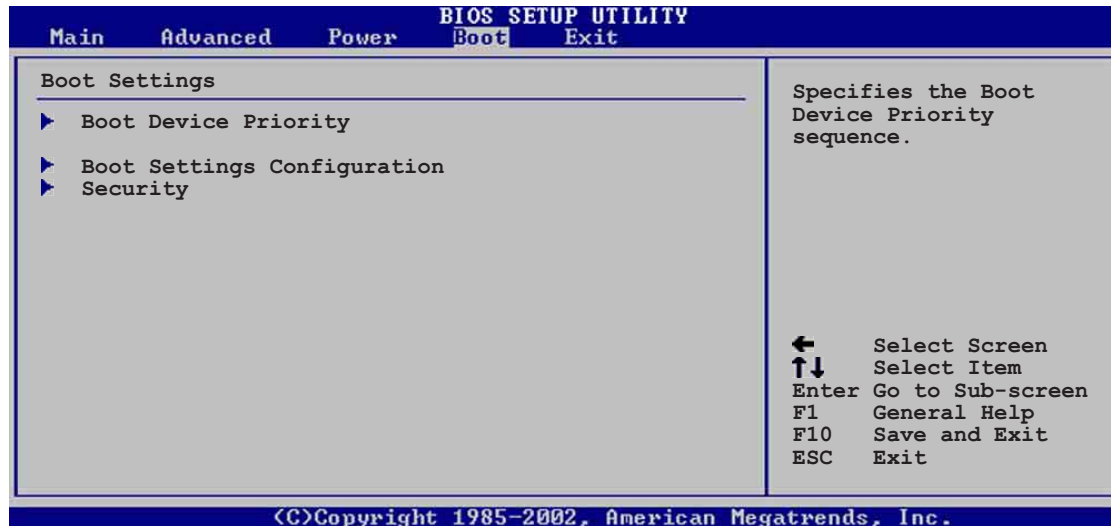 BIOS SETUP UTILITY
Main Advanced Power Boot Exit
Boot Settings
Boot Device Priority
Boot Settings Configuration
Security
Specifies the Boot
Device Priority
sequence.
← Select Screen
↑↓ Select Item
Enter Go to Sub-screen
F1 General Help
F10 Save and Exit
ESC Exit
(C)Copyright 1985-2002, American Megatrends, Inc.